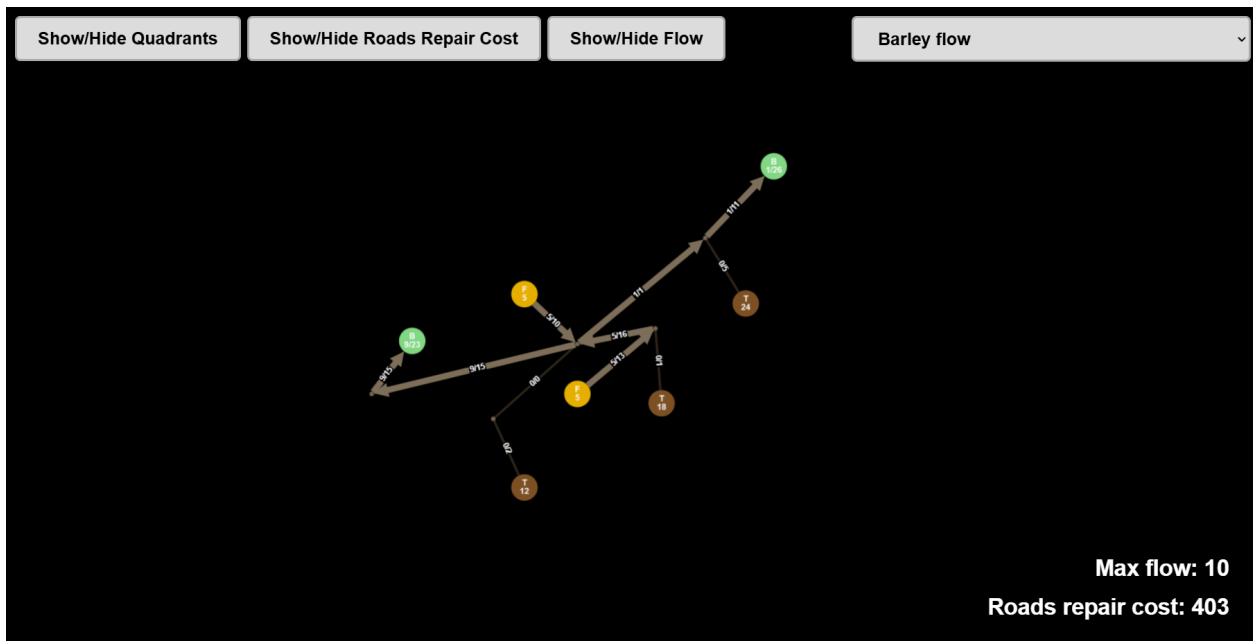 Show/Hide Quadrants
Show/Hide Roads Repair Cost
Show/Hide Flow
Barley flow
B
1/26
1/11
0/5
T
24
1/1
F
5
5/10
5/16
B
9/23
9/15
9/15
5/13
0/1
0/0
F
5
T
18
0/2
T
12
Max flow: 10
Roads repair cost: 403